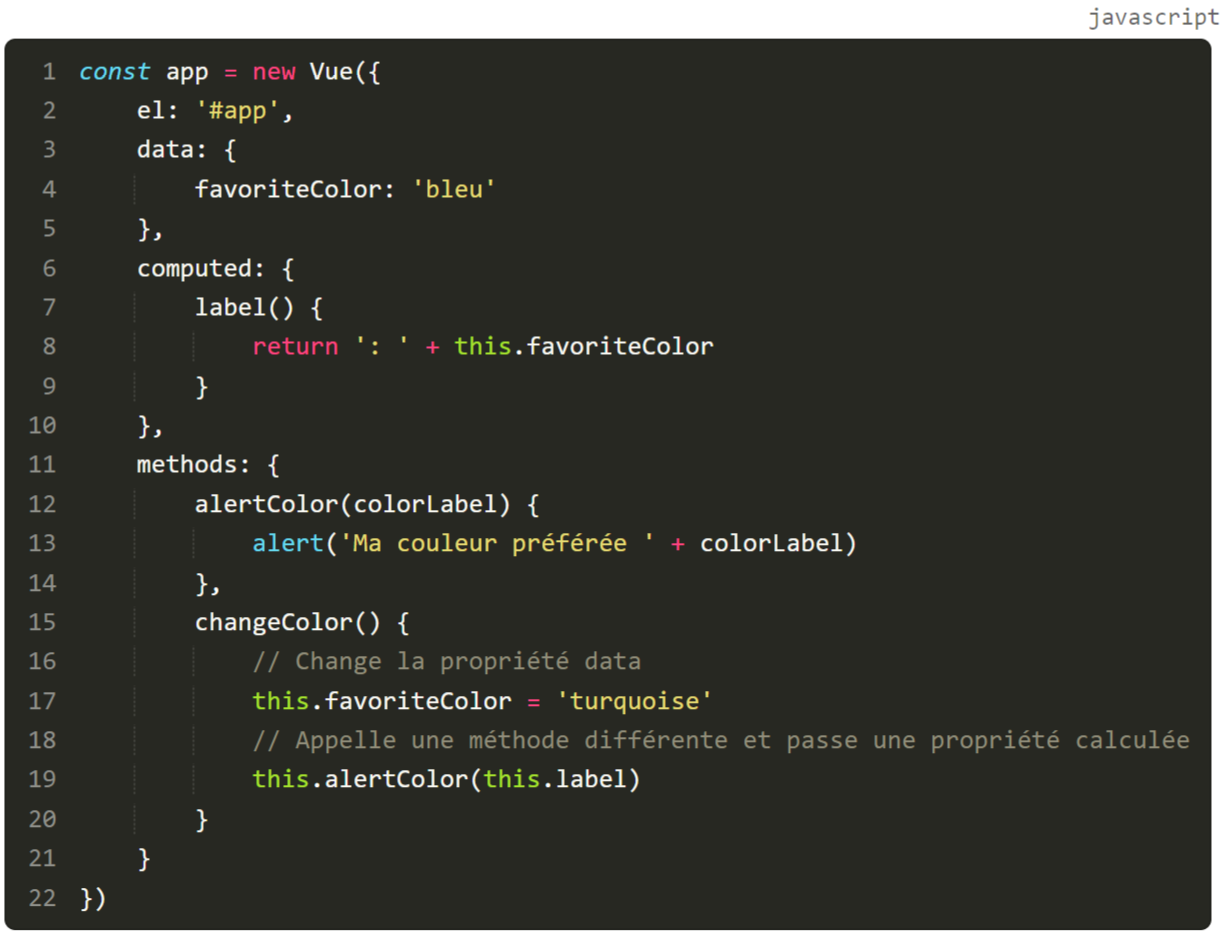 javascript
1 const app = new Vue({
2     el: '#app',
3     data: {
4         favoriteColor: 'bleu'
5     },
6     computed: {
7         label() {
8             return ': ' + this.favoriteColor
9         }
10     },
11     methods: {
12         alertColor(colorLabel) {
13             alert('Ma couleur préférée ' + colorLabel)
14         },
15         changeColor() {
16             // Change la propriété data
17             this.favoriteColor = 'turquoise'
18             // Appelle une méthode différente et passe une propriété calculée
19             this.alertColor(this.label)
20         }
21     }
22 })